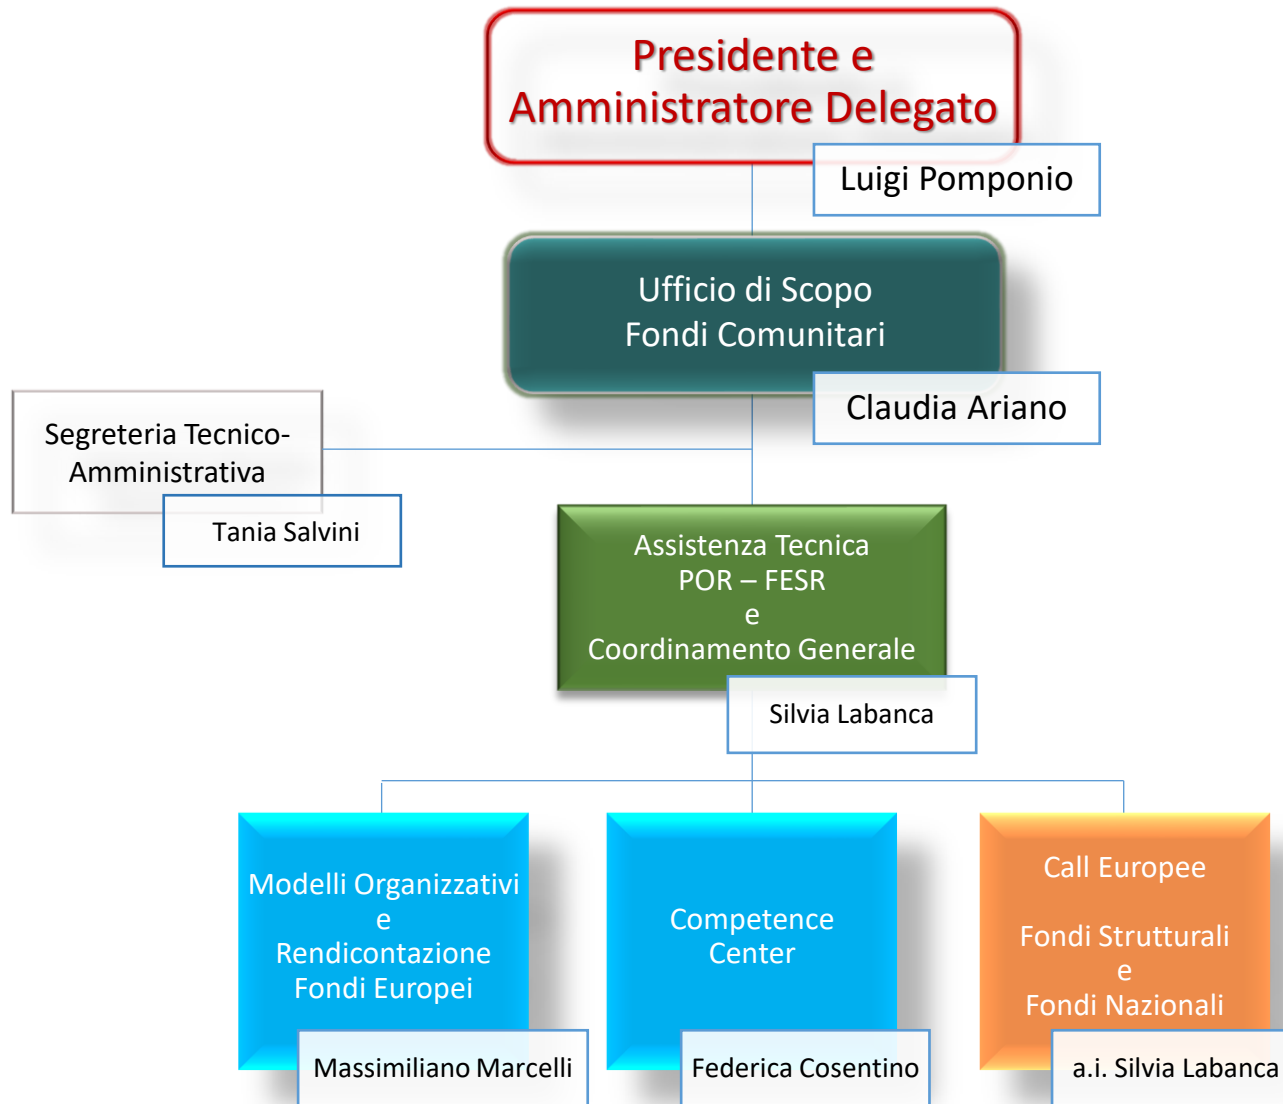 Presidente e
Amministratore Delegato
Luigi Pomponio
Ufficio di Scopo
Fondi Comunitari
Claudia Ariano
Segreteria Tecnico-
Amministrativa
Tania Salvini
Assistenza Tecnica
POR – FESR
e
Coordinamento Generale
Silvia Labanca
Modelli Organizzativi
e
Rendicontazione
Fondi Europei
Massimiliano Marcelli
Competence
Center
Federica Cosentino
Call Europee
Fondi Strutturali
e
Fondi Nazionali
a.i. Silvia Labanca